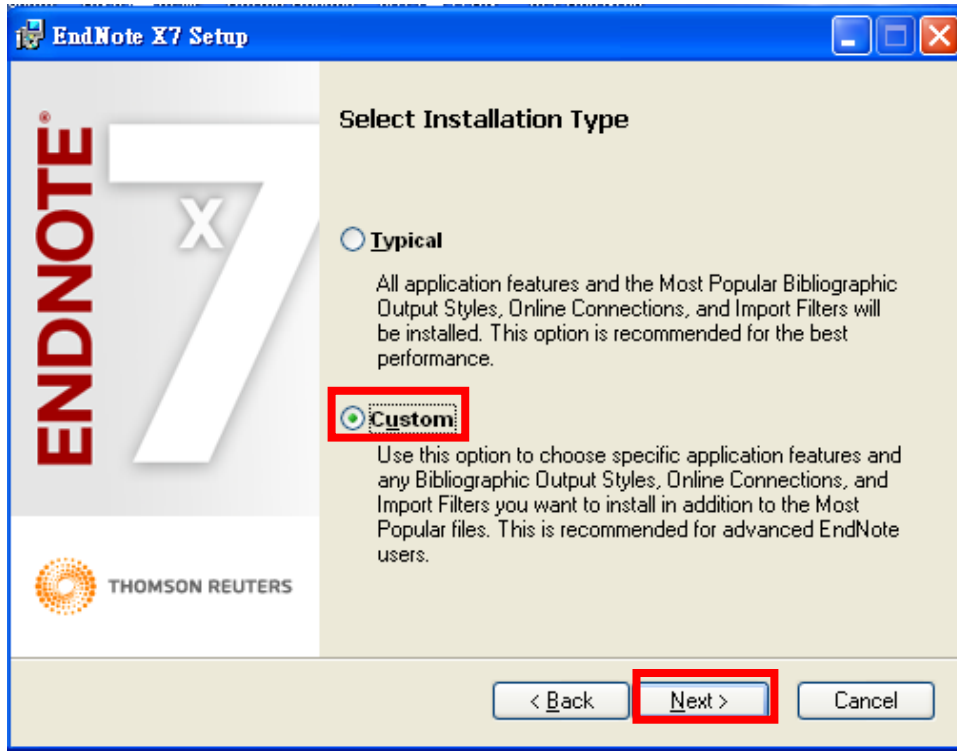 EndNote X7 Setup
ENDNOTE®
X7
Select Installation Type
Typical
All application features and the Most Popular Bibliographic
Output Styles, Online Connections, and Import Filters will
be installed. This option is recommended for the best
performance.
Custom
Use this option to choose specific application features and
any Bibliographic Output Styles, Online Connections, and
Import Filters you want to install in addition to the Most
Popular files. This is recommended for advanced EndNote
users.
THOMSON REUTERS
< Back
Next >
Cancel